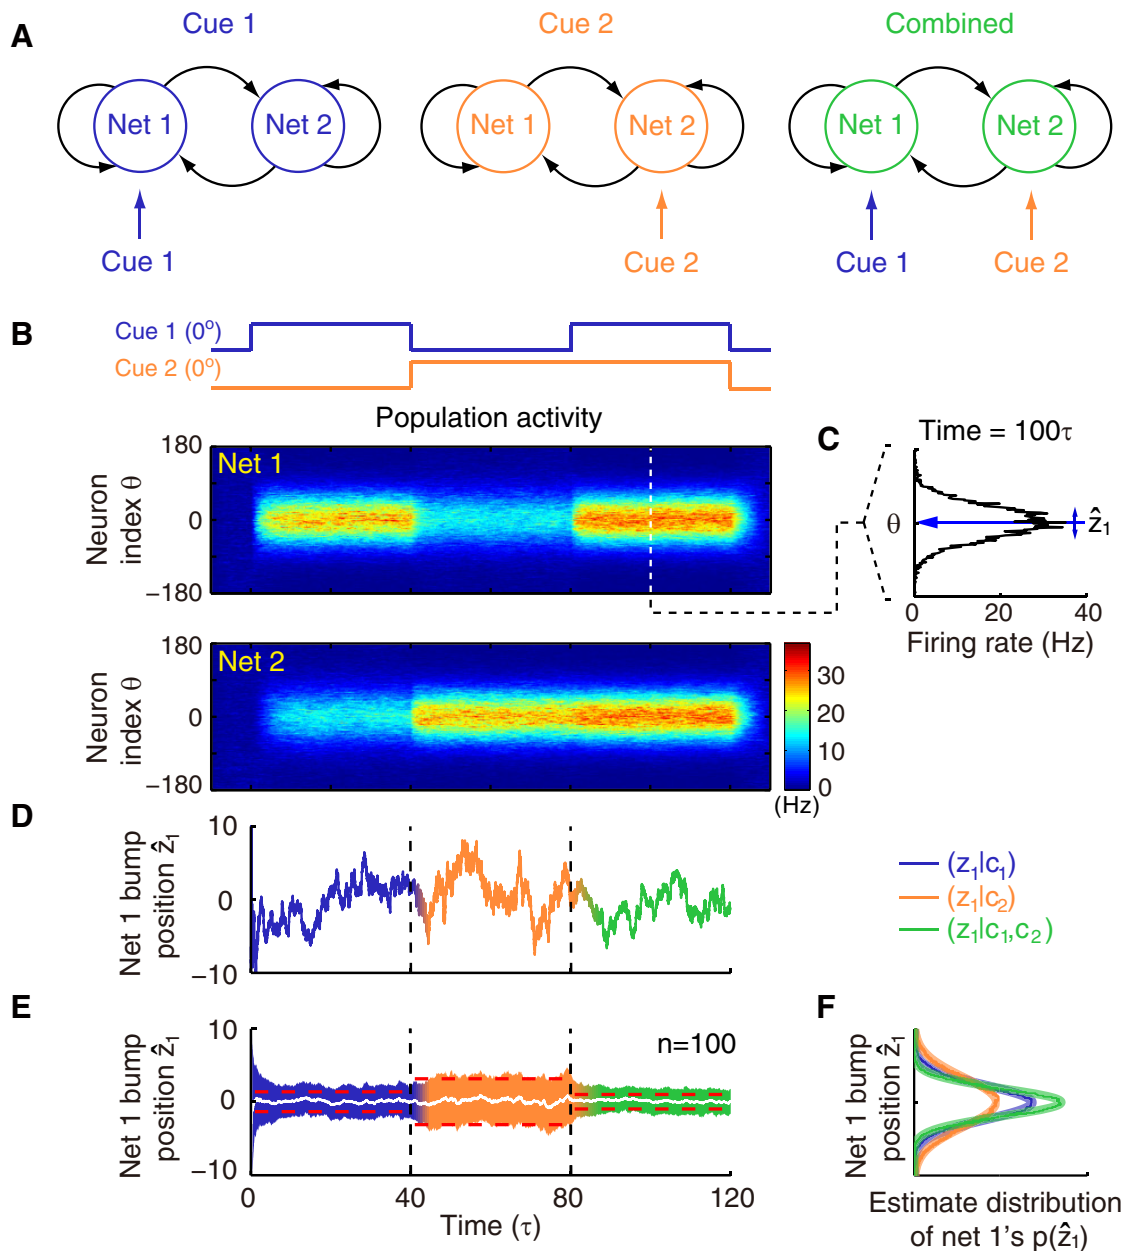 A
Cue 1
Cue 2
Combined
Net 1
Net 2
Net 1
Net 2
Net 1
Net 2
Cue 1
Cue 2
Cue 1
Cue 2
B
Cue 1 (0°)
Cue 2 (0°)
Population activity
Net 1
Neuron
index θ
180
0
−180
C
Time = 100τ
θ
ẑ₁
0
20
40
Firing rate (Hz)
Net 2
Neuron
index θ
180
0
−180
30
20
10
0
(Hz)
D
Net 1 bump
position ẑ₁
10
0
−10
(z₁|c₁)
(z₁|c₂)
(z₁|c₁,c₂)
E
Net 1 bump
position ẑ₁
10
0
−10
n=100
0
40
80
120
Time (τ)
F
Net 1 bump
position ẑ₁
Estimate distribution
of net 1's p(ẑ₁)